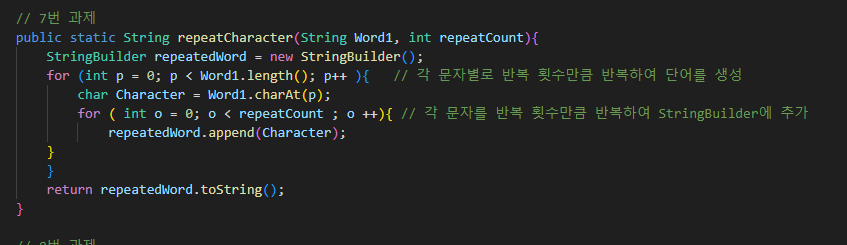 // 7번 과제
public static String repeatCharacter(String Word1, int repeatCount){
    StringBuilder repeatedWord = new StringBuilder();
    for (int p = 0; p < Word1.length(); p++ ){   // 각 문자별로 반복 횟수만큼 반복하여 단어를 생성
        char Character = Word1.charAt(p);
        for ( int o = 0; o < repeatCount ; o ++){ // 각 문자를 반복 횟수만큼 반복하여 StringBuilder에 추가
            repeatedWord.append(Character);
    }
    }
    return repeatedWord.toString();
}